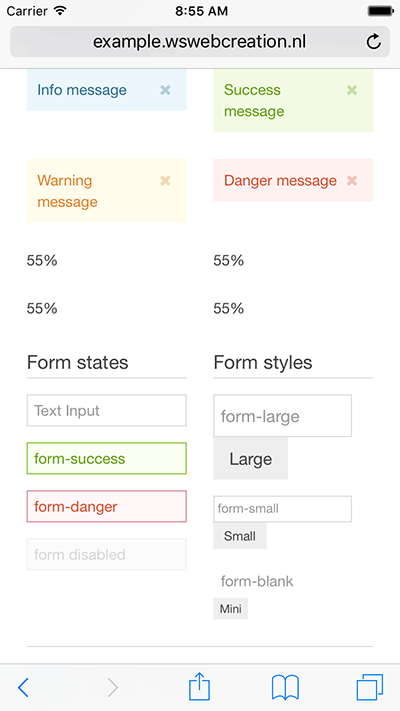 Carrier 8:55 AM
example.wswebcreation.nl
Info message
Success
message
Warning
message
Danger message
55% 55%
55% 55%
Form states
Text Input
form-success
form-danger
form disabled
Form styles
form-large
Large
form-small
Small
form-blank
Mini